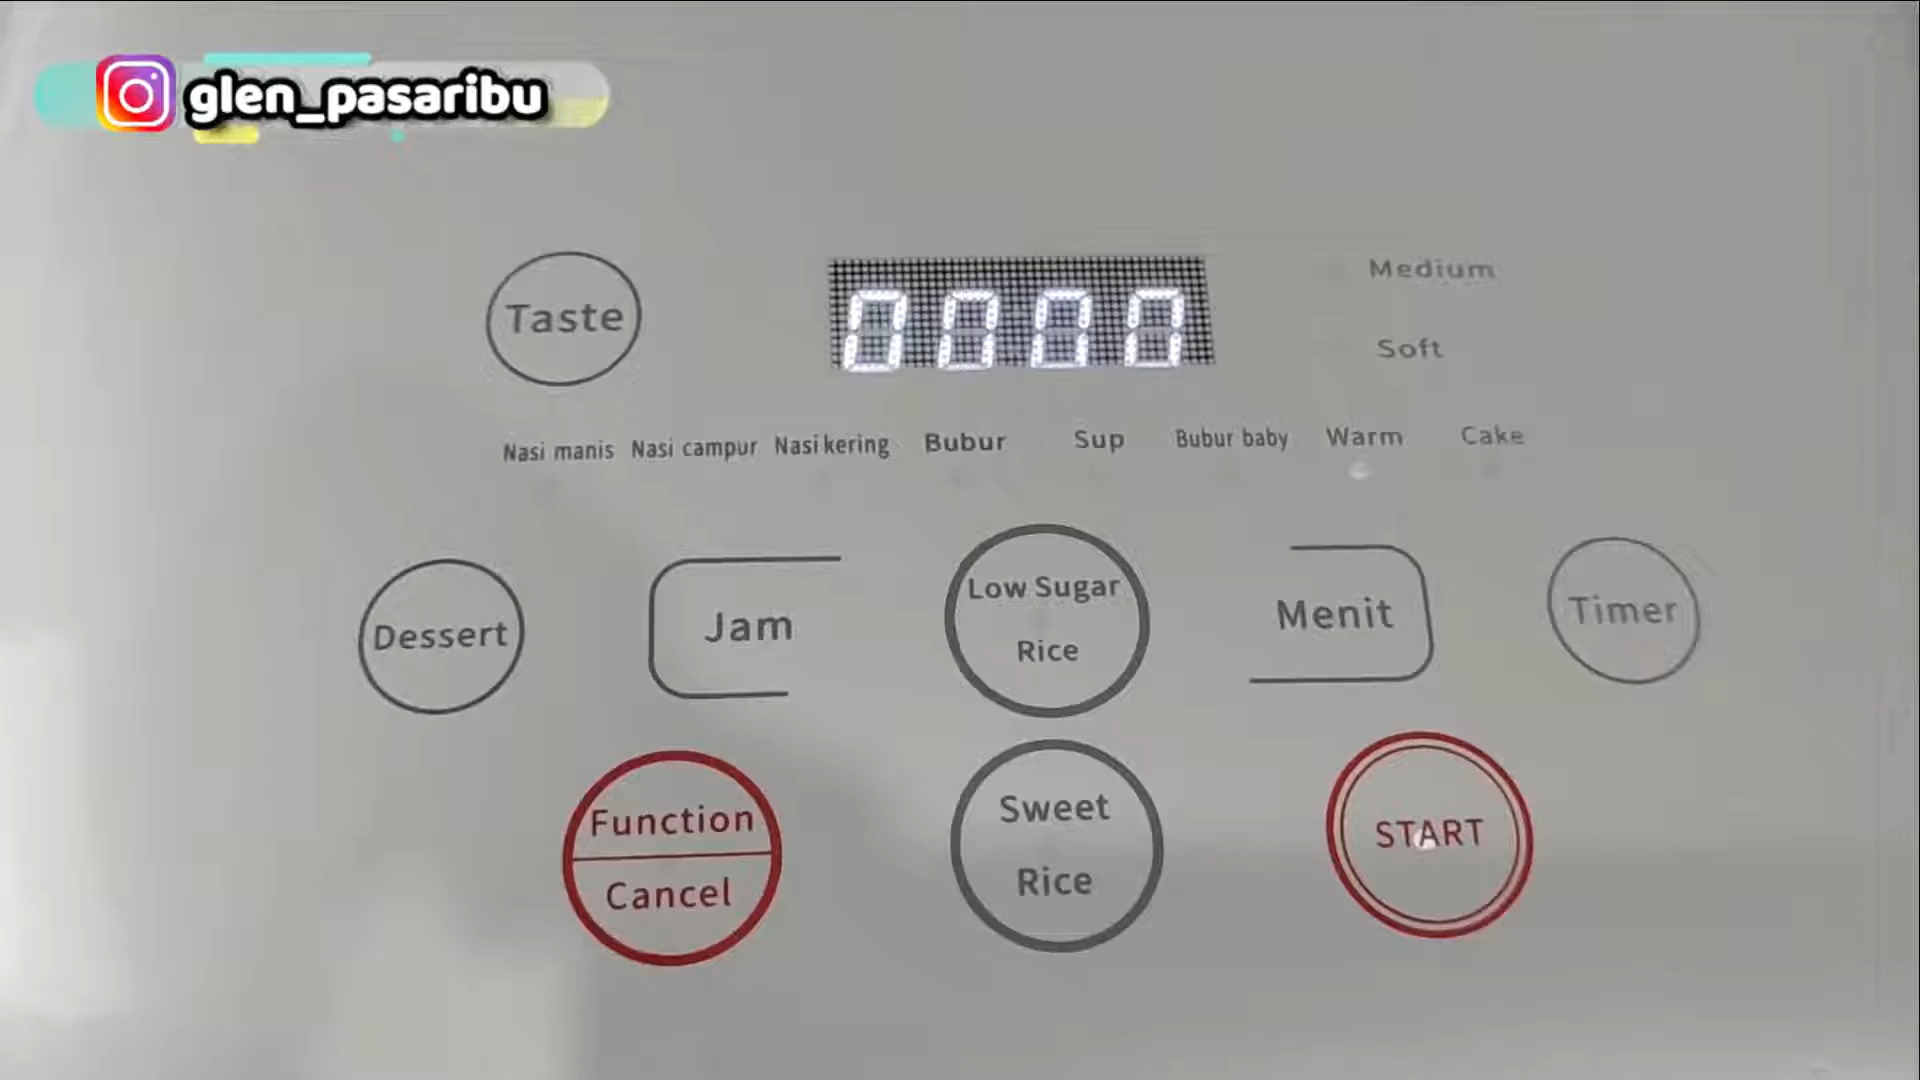 glen_pasaribu
Taste
0000
Medium
Soft
Nasi manis Nasi campur Nasi kering Bubur Sup Bubur baby Warm Cake
Dessert
Jam
Low Sugar
Rice
Menit
Timer
Function
Cancel
Sweet
Rice
START